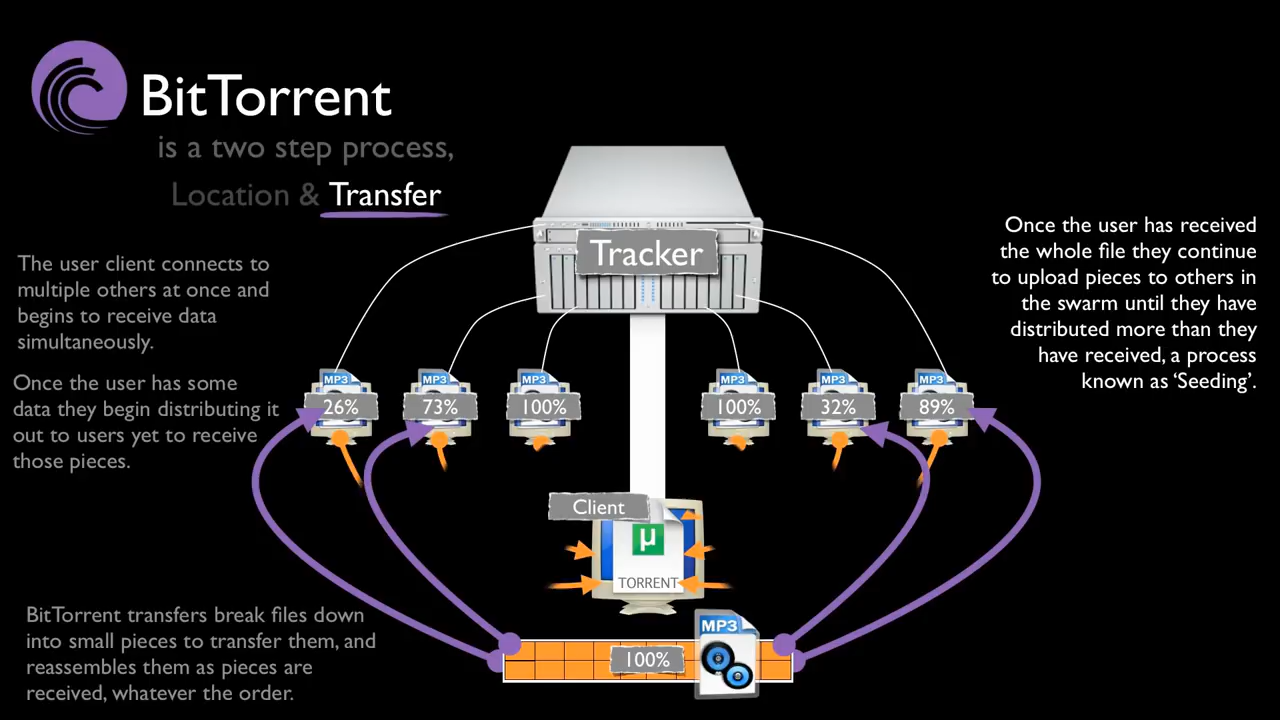 BitTorrent
is a two step process,
Location & Transfer
The user client connects to
multiple others at once and
begins to receive data
simultaneously.
Once the user has some
data they begin distributing it
out to users yet to receive
those pieces.
BitTorrent transfers break files down
into small pieces to transfer them, and
reassembles them as pieces are
received, whatever the order.
Tracker
MP3 MP3 MP3 MP3 MP3 MP3
26% 73% 100% 100% 32% 89%
Client
µ
TORRENT
MP3
100%
Once the user has received
the whole file they continue
to upload pieces to others in
the swarm until they have
distributed more than they
have received, a process
known as ‘Seeding’.